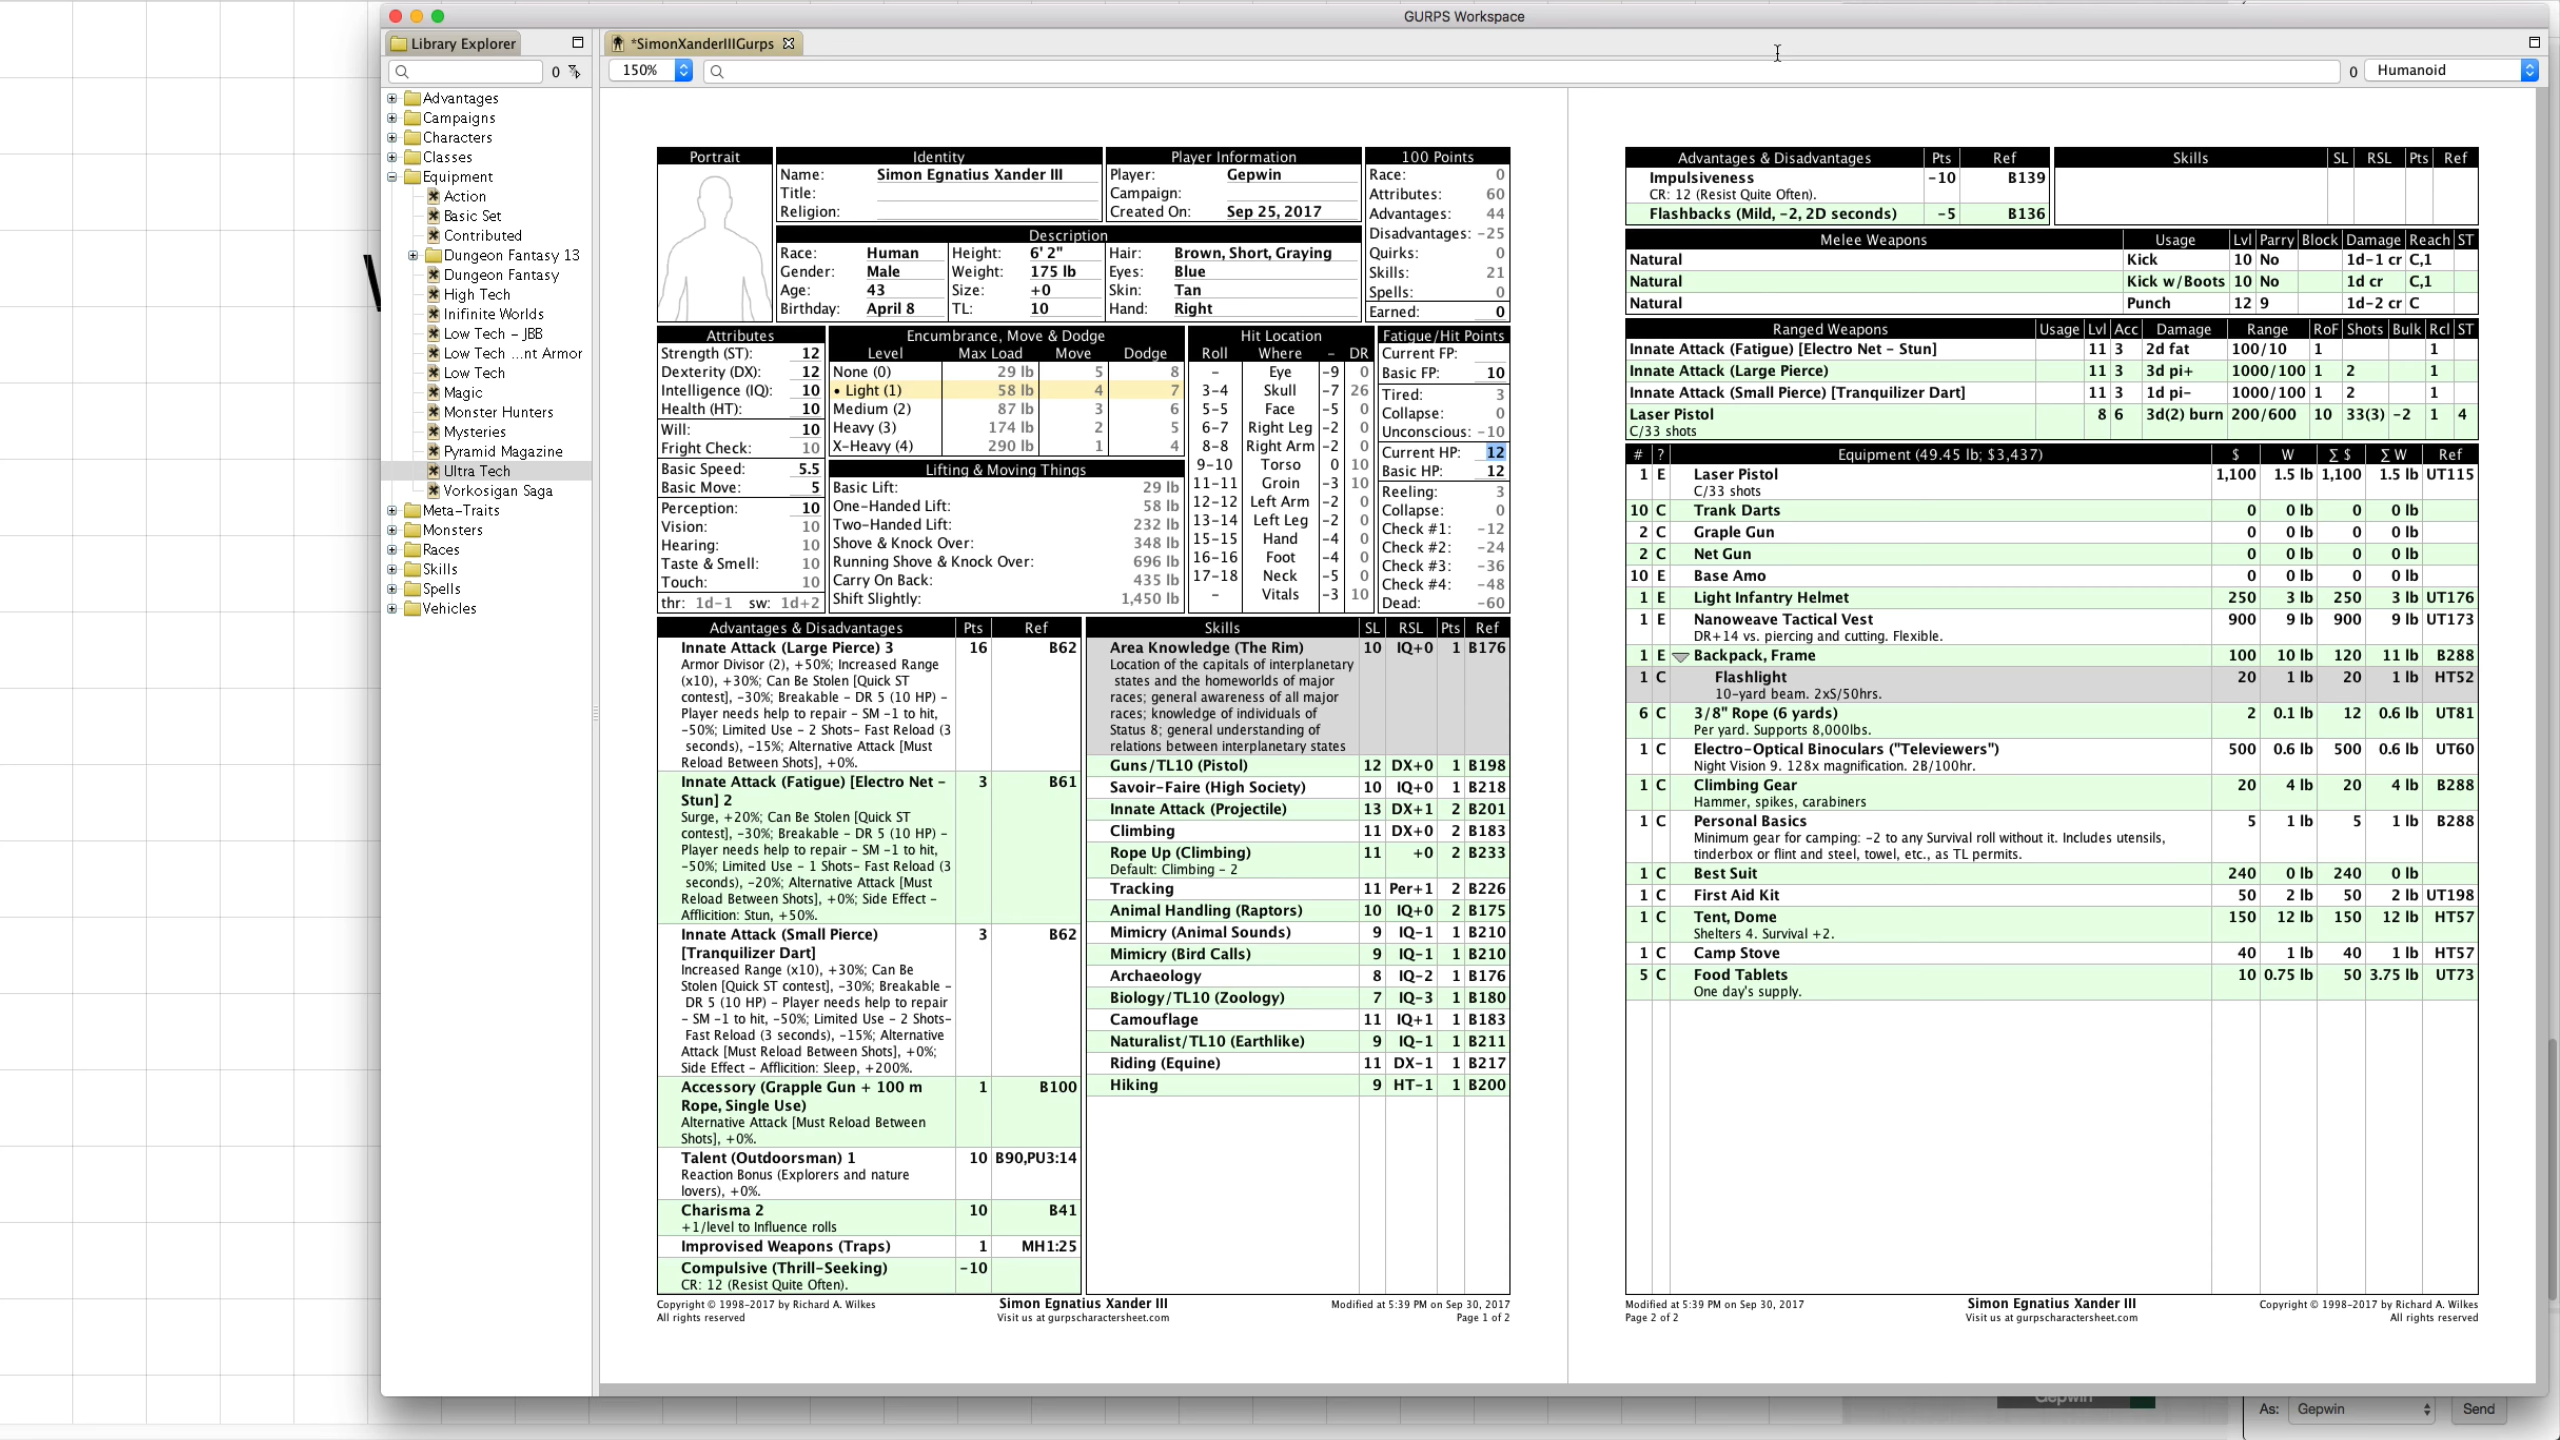 GURPS Workspace
Library Explorer
*SimonXanderIIIGurps
0
150%
0
Humanoid
Advantages
Campaigns
Characters
Classes
Equipment
Action
Basic Set
Contributed
Dungeon Fantasy 13
Dungeon Fantasy
High Tech
Inifinite Worlds
Low Tech – JBB
Low Tech ...nt Armor
Low Tech
Magic
Monster Hunters
Mysteries
Pyramid Magazine
Ultra Tech
Vorkosigan Saga
Meta-Traits
Monsters
Races
Skills
Spells
Vehicles
Portrait
Identity
Name: Simon Egnatius Xander III
Title:
Religion:
Player Information
Player: Gepwin
Campaign:
Created On: Sep 25, 2017
100 Points
Race: 0
Attributes: 60
Advantages: 44
Disadvantages: -25
Quirks: 0
Skills: 21
Spells: 0
Earned: 0
Description
Race: Human Height: 6' 2" Hair: Brown, Short, Graying
Gender: Male Weight: 175 lb Eyes: Blue
Age: 43 Size: +0 Skin: Tan
Birthday: April 8 TL: 10 Hand: Right
Attributes
Strength (ST): 12
Dexterity (DX): 12
Intelligence (IQ): 10
Health (HT): 10
Will: 10
Fright Check: 10
Basic Speed: 5.5
Basic Move: 5
Perception: 10
Vision: 10
Hearing: 10
Taste & Smell: 10
Touch: 10
thr: 1d-1 sw: 1d+2
Encumbrance, Move & Dodge
Level Max Load Move Dodge
None (0) 29 lb 5 8
• Light (1) 58 lb 4 7
Medium (2) 87 lb 3 6
Heavy (3) 174 lb 2 5
X-Heavy (4) 290 lb 1 4
Lifting & Moving Things
Basic Lift: 29 lb
One-Handed Lift: 58 lb
Two-Handed Lift: 232 lb
Shove & Knock Over: 348 lb
Running Shove & Knock Over: 696 lb
Carry On Back: 435 lb
Shift Slightly: 1,450 lb
Hit Location
Roll Where – DR
– Eye -9 0
3-4 Skull -7 26
5-5 Face -5 0
6-7 Right Leg -2 0
8-8 Right Arm -2 0
9-10 Torso 0 10
11-11 Groin -3 10
12-12 Left Arm -2 0
13-14 Left Leg -2 0
15-15 Hand -4 0
16-16 Foot -4 0
17-18 Neck -5 0
– Vitals -3 10
Fatigue/Hit Points
Current FP:
Basic FP: 10
Tired: 3
Collapse: 0
Unconscious: -10
Current HP: 12
Basic HP: 12
Reeling: 3
Collapse: 0
Check #1: -12
Check #2: -24
Check #3: -36
Check #4: -48
Dead: -60
Advantages & Disadvantages Pts Ref
Innate Attack (Large Pierce) 3 16 B62
Armor Divisor (2), +50%; Increased Range
(x10), +30%; Can Be Stolen [Quick ST
contest], -30%; Breakable – DR 5 (10 HP) –
Player needs help to repair – SM -1 to hit,
-50%; Limited Use – 2 Shots- Fast Reload (3
seconds), -15%; Alternative Attack [Must
Reload Between Shots], +0%.
Innate Attack (Fatigue) [Electro Net – 3 B61
Stun] 2
Surge, +20%; Can Be Stolen [Quick ST
contest], -30%; Breakable – DR 5 (10 HP) –
Player needs help to repair – SM -1 to hit,
-50%; Limited Use – 1 Shots- Fast Reload (3
seconds), -20%; Alternative Attack [Must
Reload Between Shots], +0%; Side Effect –
Afflicition: Stun, +50%.
Innate Attack (Small Pierce) 3 B62
[Tranquilizer Dart]
Increased Range (x10), +30%; Can Be
Stolen [Quick ST contest], -30%; Breakable –
DR 5 (10 HP) – Player needs help to repair
– SM -1 to hit, -50%; Limited Use – 2 Shots-
Fast Reload (3 seconds), -15%; Alternative
Attack [Must Reload Between Shots], +0%;
Side Effect – Afflicition: Sleep, +200%.
Accessory (Grapple Gun + 100 m 1 B100
Rope, Single Use)
Alternative Attack [Must Reload Between
Shots], +0%.
Talent (Outdoorsman) 1 10 B90,PU3:14
Reaction Bonus (Explorers and nature
lovers), +0%.
Charisma 2 10 B41
+1/level to Influence rolls
Improvised Weapons (Traps) 1 MH1:25
Compulsive (Thrill-Seeking) -10
CR: 12 (Resist Quite Often).
Skills SL RSL Pts Ref
Area Knowledge (The Rim) 10 IQ+0 1 B176
Location of the capitals of interplanetary
states and the homeworlds of major
races; general awareness of all major
races; knowledge of individuals of
Status 8; general understanding of
relations between interplanetary states
Guns/TL10 (Pistol) 12 DX+0 1 B198
Savoir-Faire (High Society) 10 IQ+0 1 B218
Innate Attack (Projectile) 13 DX+1 2 B201
Climbing 11 DX+0 2 B183
Rope Up (Climbing) 11 +0 2 B233
Default: Climbing – 2
Tracking 11 Per+1 2 B226
Animal Handling (Raptors) 10 IQ+0 2 B175
Mimicry (Animal Sounds) 9 IQ-1 1 B210
Mimicry (Bird Calls) 9 IQ-1 1 B210
Archaeology 8 IQ-2 1 B176
Biology/TL10 (Zoology) 7 IQ-3 1 B180
Camouflage 11 IQ+1 1 B183
Naturalist/TL10 (Earthlike) 9 IQ-1 1 B211
Riding (Equine) 11 DX-1 1 B217
Hiking 9 HT-1 1 B200
Copyright © 1998-2017 by Richard A. Wilkes Simon Egnatius Xander III Modified at 5:39 PM on Sep 30, 2017
All rights reserved Visit us at gurpscharactersheet.com Page 1 of 2
Advantages & Disadvantages Pts Ref
Impulsiveness -10 B139
CR: 12 (Resist Quite Often).
Flashbacks (Mild, -2, 2D seconds) -5 B136
Skills SL RSL Pts Ref
Melee Weapons Usage Lvl Parry Block Damage Reach ST
Natural Kick 10 No 1d-1 cr C,1
Natural Kick w/Boots 10 No 1d cr C,1
Natural Punch 12 9 1d-2 cr C
Ranged Weapons Usage Lvl Acc Damage Range RoF Shots Bulk Rcl ST
Innate Attack (Fatigue) [Electro Net – Stun] 11 3 2d fat 100/10 1 1
Innate Attack (Large Pierce) 11 3 3d pi+ 1000/100 1 2 1
Innate Attack (Small Pierce) [Tranquilizer Dart] 11 3 1d pi- 1000/100 1 2 1
Laser Pistol 8 6 3d(2) burn 200/600 10 33(3) -2 1 4
C/33 shots
# ? Equipment (49.45 lb; $3,437) $ W Σ $ Σ W Ref
1 E Laser Pistol 1,100 1.5 lb 1,100 1.5 lb UT115
C/33 shots
10 C Trank Darts 0 0 lb 0 0 lb
2 C Graple Gun 0 0 lb 0 0 lb
2 C Net Gun 0 0 lb 0 0 lb
10 E Base Amo 0 0 lb 0 0 lb
1 E Light Infantry Helmet 250 3 lb 250 3 lb UT176
1 E Nanoweave Tactical Vest 900 9 lb 900 9 lb UT173
DR+14 vs. piercing and cutting. Flexible.
1 E Backpack, Frame 100 10 lb 120 11 lb B288
1 C Flashlight 20 1 lb 20 1 lb HT52
10-yard beam. 2xS/50hrs.
6 C 3/8" Rope (6 yards) 2 0.1 lb 12 0.6 lb UT81
Per yard. Supports 8,000lbs.
1 C Electro-Optical Binoculars ("Televiewers") 500 0.6 lb 500 0.6 lb UT60
Night Vision 9. 128x magnification. 2B/100hr.
1 C Climbing Gear 20 4 lb 20 4 lb B288
Hammer, spikes, carabiners
1 C Personal Basics 5 1 lb 5 1 lb B288
Minimum gear for camping: -2 to any Survival roll without it. Includes utensils,
tinderbox or flint and steel, towel, etc., as TL permits.
1 C Best Suit 240 0 lb 240 0 lb
1 C First Aid Kit 50 2 lb 50 2 lb UT198
1 C Tent, Dome 150 12 lb 150 12 lb HT57
Shelters 4. Survival +2.
1 C Camp Stove 40 1 lb 40 1 lb HT57
5 C Food Tablets 10 0.75 lb 50 3.75 lb UT73
One day's supply.
Modified at 5:39 PM on Sep 30, 2017 Simon Egnatius Xander III Copyright © 1998-2017 by Richard A. Wilkes
Page 2 of 2 Visit us at gurpscharactersheet.com All rights reserved
Gepwin
As: Gepwin Send